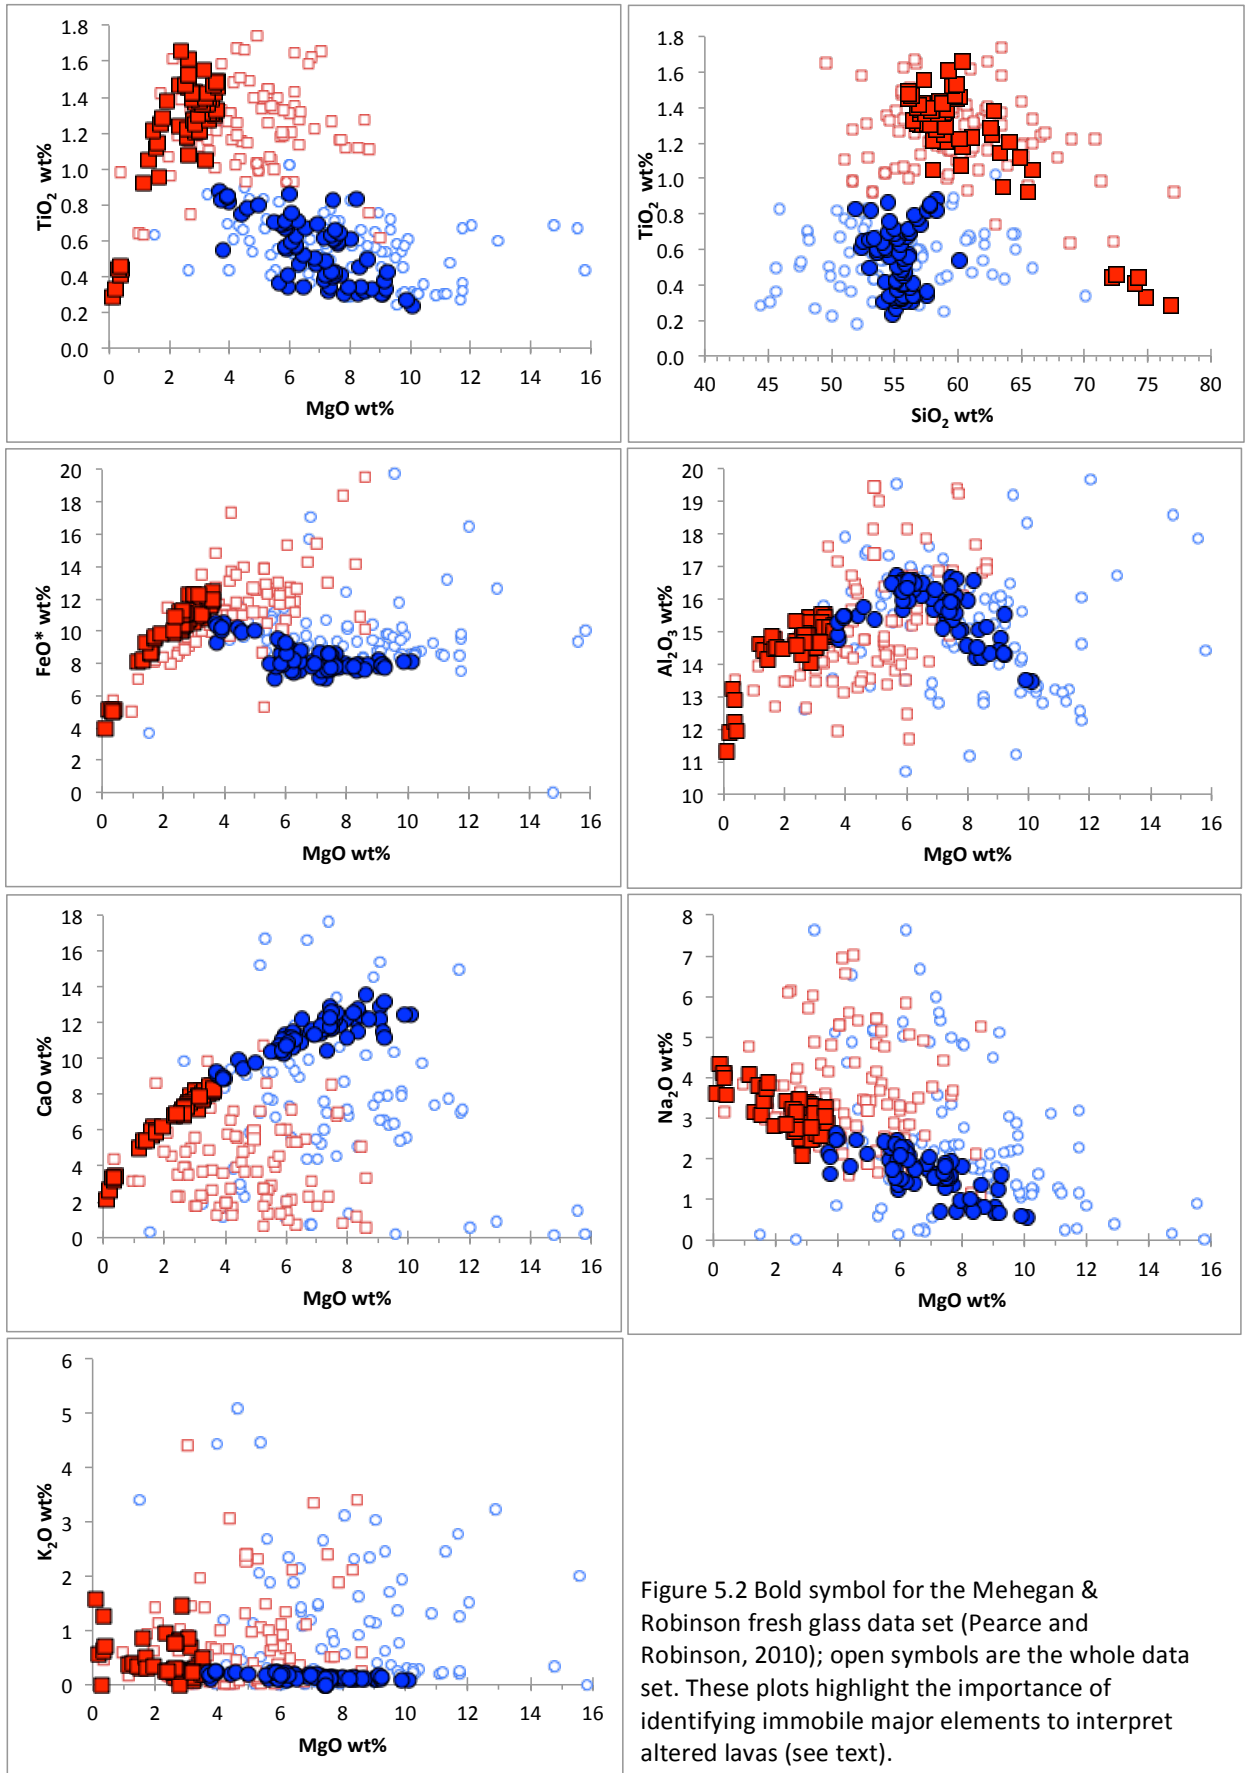 1.8
1.6
1.4
1.2
1.0
0.8
0.6
0.4
0.2
0.0
TiO₂ wt%
0 2 4 6 8 10 12 14 16
MgO wt%
1.8
1.6
1.4
1.2
1.0
0.8
0.6
0.4
0.2
0.0
TiO₂ wt%
40 45 50 55 60 65 70 75 80
SiO₂ wt%
20
18
16
14
12
10
8
6
4
2
0
FeO* wt%
0 2 4 6 8 10 12 14 16
MgO wt%
20
19
18
17
16
15
14
13
12
11
10
Al₂O₃ wt%
0 2 4 6 8 10 12 14 16
MgO wt%
18
16
14
12
10
8
6
4
2
0
CaO wt%
0 2 4 6 8 10 12 14 16
MgO wt%
8
7
6
5
4
3
2
1
0
Na₂O wt%
0 2 4 6 8 10 12 14 16
MgO wt%
6
5
4
3
2
1
0
K₂O wt%
0 2 4 6 8 10 12 14 16
MgO wt%
Figure 5.2 Bold symbol for the Mehegan &
Robinson fresh glass data set (Pearce and
Robinson, 2010); open symbols are the whole data
set. These plots highlight the importance of
identifying immobile major elements to interpret
altered lavas (see text).